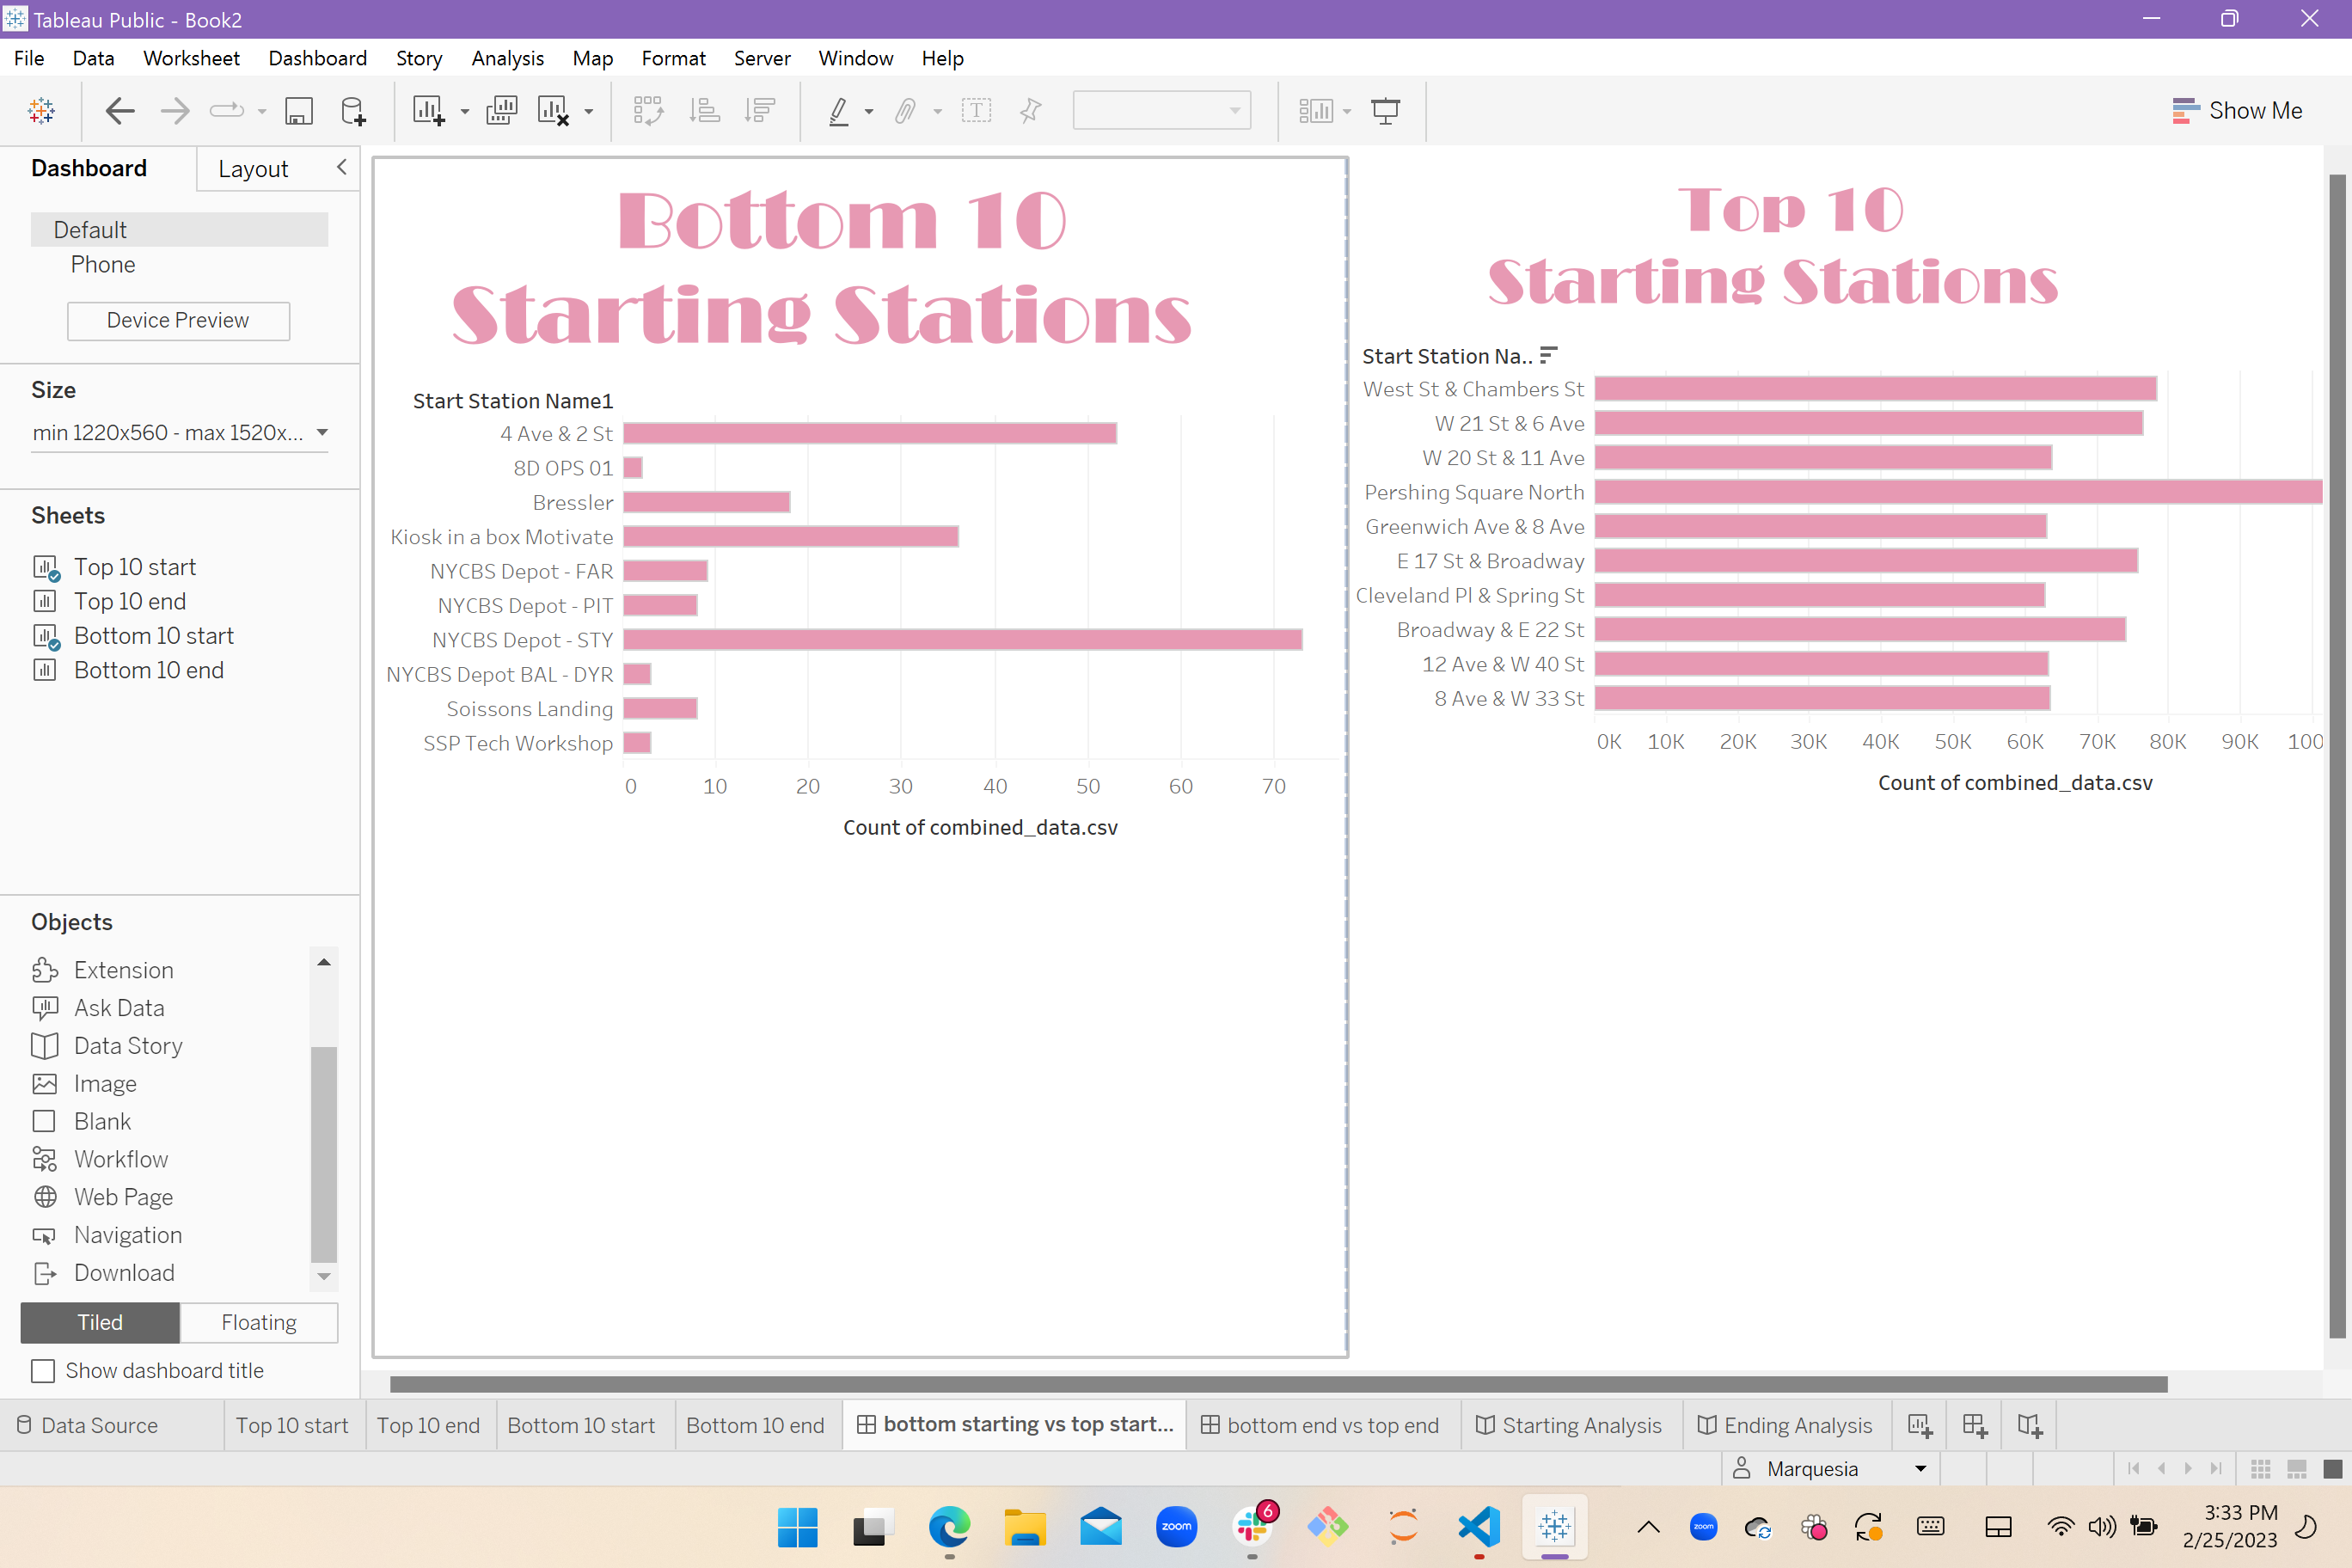 Tableau Public - Book2
File Data Worksheet Dashboard Story Analysis Map Format Server Window Help
Show Me
Dashboard Layout
Default
Phone
Device Preview
Size
min 1220x560 - max 1520x...
Sheets
Top 10 start
Top 10 end
Bottom 10 start
Bottom 10 end
Objects
Extension
Ask Data
Data Story
Image
Blank
Workflow
Web Page
Navigation
Download
Tiled Floating
Show dashboard title
Bottom 10
Starting Stations
Start Station Name1
4 Ave & 2 St
8D OPS 01
Bressler
Kiosk in a box Motivate
NYCBS Depot - FAR
NYCBS Depot - PIT
NYCBS Depot - STY
NYCBS Depot BAL - DYR
Soissons Landing
SSP Tech Workshop
0 10 20 30 40 50 60 70
Count of combined_data.csv
Top 10
Starting Stations
Start Station Na..
West St & Chambers St
W 21 St & 6 Ave
W 20 St & 11 Ave
Pershing Square North
Greenwich Ave & 8 Ave
E 17 St & Broadway
Cleveland Pl & Spring St
Broadway & E 22 St
12 Ave & W 40 St
8 Ave & W 33 St
0K 10K 20K 30K 40K 50K 60K 70K 80K 90K 100
Count of combined_data.csv
Data Source Top 10 start Top 10 end Bottom 10 start Bottom 10 end bottom starting vs top start... bottom end vs top end Starting Analysis Ending Analysis
Marquesia
zoom
6
zoom
3:33 PM
2/25/2023